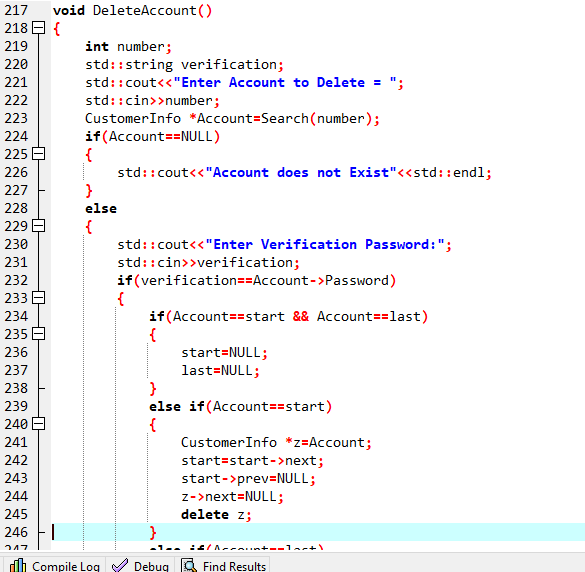 217 void DeleteAccount()
218 {
219 int number;
220 std::string verification;
221 std::cout<<"Enter Account to Delete = ";
222 std::cin>>number;
223 CustomerInfo *Account=Search(number);
224 if(Account==NULL)
225 {
226 std::cout<<"Account does not Exist"<<std::endl;
227 }
228 else
229 {
230 std::cout<<"Enter Verification Password:";
231 std::cin>>verification;
232 if(verification==Account->Password)
233 {
234 if(Account==start && Account==last)
235 {
236 start=NULL;
237 last=NULL;
238 }
239 else if(Account==start)
240 {
241 CustomerInfo *z=Account;
242 start=start->next;
243 start->prev=NULL;
244 z->next=NULL;
245 delete z;
246 }
247 else if(Account==last)
Compile Log Debug Find Results